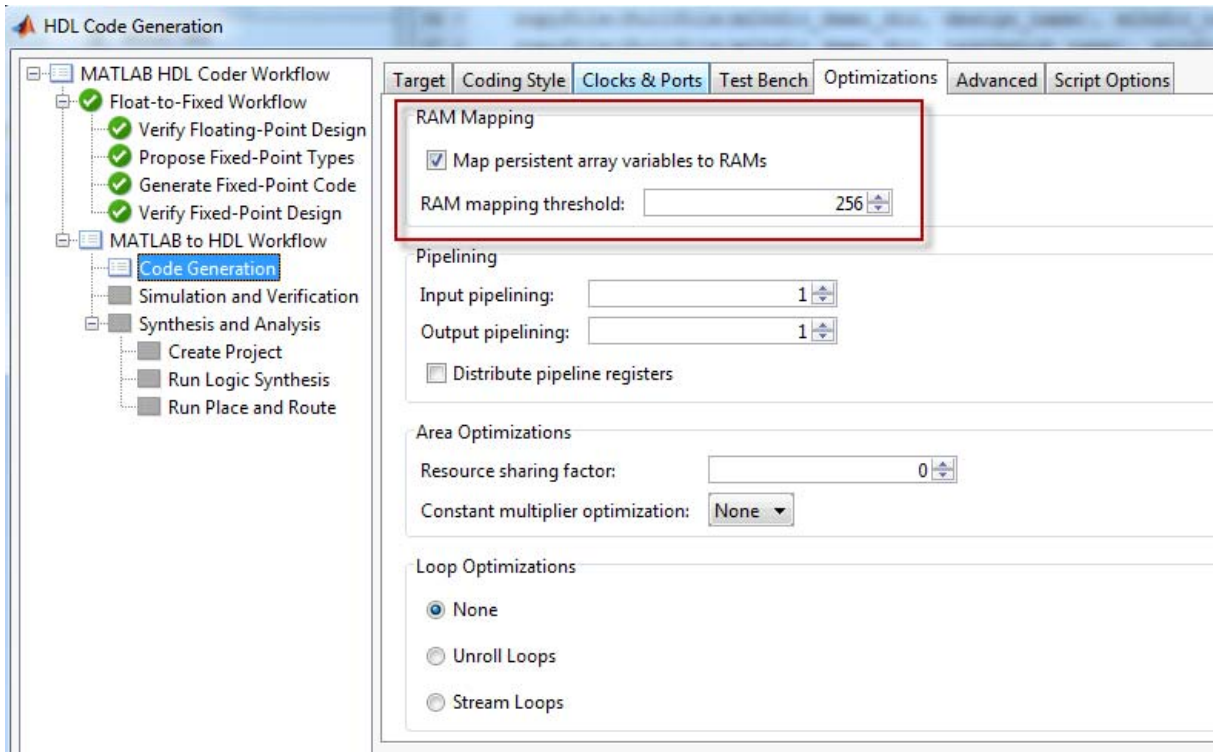 HDL Code Generation
MATLAB HDL Coder Workflow
Float-to-Fixed Workflow
Verify Floating-Point Design
Propose Fixed-Point Types
Generate Fixed-Point Code
Verify Fixed-Point Design
MATLAB to HDL Workflow
Code Generation
Simulation and Verification
Synthesis and Analysis
Create Project
Run Logic Synthesis
Run Place and Route
Target Coding Style Clocks & Ports Test Bench Optimizations Advanced Script Options
RAM Mapping
Map persistent array variables to RAMs
RAM mapping threshold: 256
Pipelining
Input pipelining: 1
Output pipelining: 1
Distribute pipeline registers
Area Optimizations
Resource sharing factor: 0
Constant multiplier optimization: None
Loop Optimizations
None
Unroll Loops
Stream Loops